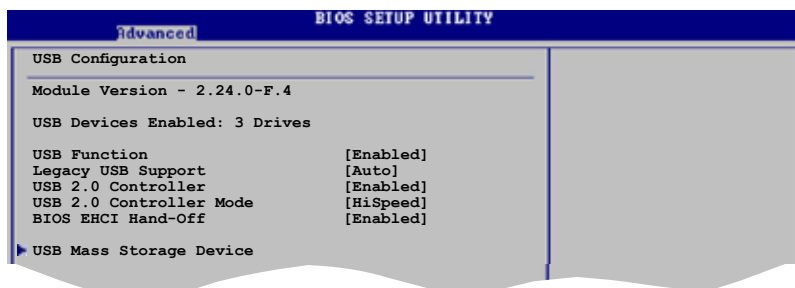 BIOS SETUP UTILITY
Advanced
USB Configuration
Module Version - 2.24.0-F.4
USB Devices Enabled: 3 Drives
USB Function [Enabled]
Legacy USB Support [Auto]
USB 2.0 Controller [Enabled]
USB 2.0 Controller Mode [HiSpeed]
BIOS EHCI Hand-Off [Enabled]
USB Mass Storage Device